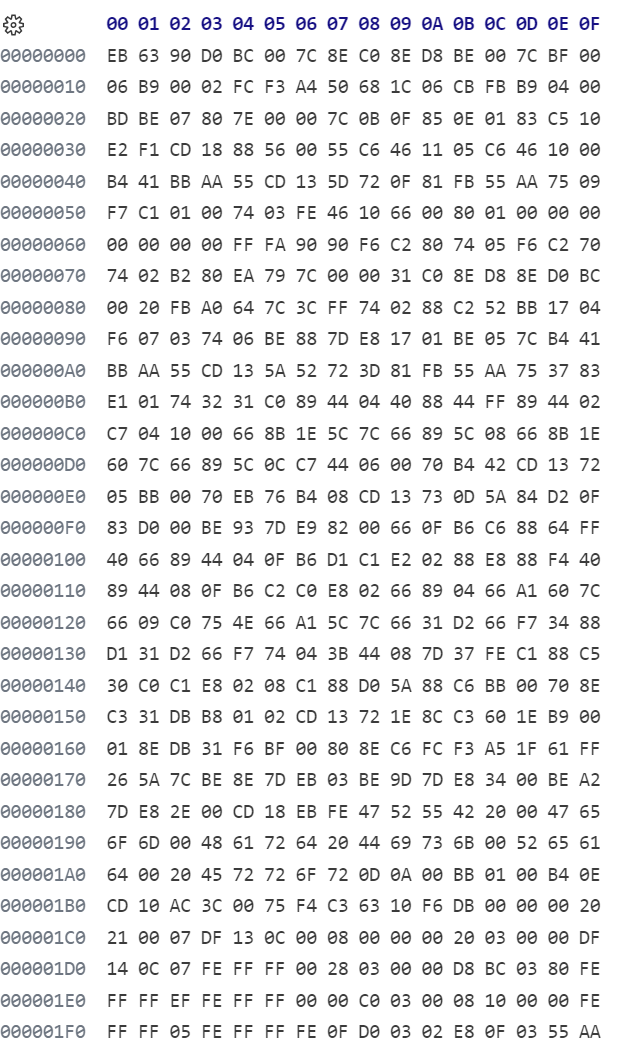 00 01 02 03 04 05 06 07 08 09 0A 0B 0C 0D 0E 0F
00000000 EB 63 90 D0 BC 00 7C 8E C0 8E D8 BE 00 7C BF 00
00000010 06 B9 00 02 FC F3 A4 50 68 1C 06 CB FB B9 04 00
00000020 BD BE 07 80 7E 00 00 7C 0B 0F 85 0E 01 83 C5 10
00000030 E2 F1 CD 18 88 56 00 55 C6 46 11 05 C6 46 10 00
00000040 B4 41 BB AA 55 CD 13 5D 72 0F 81 FB 55 AA 75 09
00000050 F7 C1 01 00 74 03 FE 46 10 66 00 80 01 00 00 00
00000060 00 00 00 00 FF FA 90 90 F6 C2 80 74 05 F6 C2 70
00000070 74 02 B2 80 EA 79 7C 00 00 31 C0 8E D8 8E D0 BC
00000080 00 20 FB A0 64 7C 3C FF 74 02 88 C2 52 BB 17 04
00000090 F6 07 03 74 06 BE 88 7D E8 17 01 BE 05 7C B4 41
000000A0 BB AA 55 CD 13 5A 52 72 3D 81 FB 55 AA 75 37 83
000000B0 E1 01 74 32 31 C0 89 44 04 40 88 44 FF 89 44 02
000000C0 C7 04 10 00 66 8B 1E 5C 7C 66 89 5C 08 66 8B 1E
000000D0 60 7C 66 89 5C 0C C7 44 06 00 70 B4 42 CD 13 72
000000E0 05 BB 00 70 EB 76 B4 08 CD 13 73 0D 5A 84 D2 0F
000000F0 83 D0 00 BE 93 7D E9 82 00 66 0F B6 C6 88 64 FF
00000100 40 66 89 44 04 0F B6 D1 C1 E2 02 88 E8 88 F4 40
00000110 89 44 08 0F B6 C2 C0 E8 02 66 89 04 66 A1 60 7C
00000120 66 09 C0 75 4E 66 A1 5C 7C 66 31 D2 66 F7 34 88
00000130 D1 31 D2 66 F7 74 04 3B 44 08 7D 37 FE C1 88 C5
00000140 30 C0 C1 E8 02 08 C1 88 D0 5A 88 C6 BB 00 70 8E
00000150 C3 31 DB B8 01 02 CD 13 72 1E 8C C3 60 1E B9 00
00000160 01 8E DB 31 F6 BF 00 80 8E C6 FC F3 A5 1F 61 FF
00000170 26 5A 7C BE 8E 7D EB 03 BE 9D 7D E8 34 00 BE A2
00000180 7D E8 2E 00 CD 18 EB FE 47 52 55 42 20 00 47 65
00000190 6F 6D 00 48 61 72 64 20 44 69 73 6B 00 52 65 61
000001A0 64 00 20 45 72 72 6F 72 0D 0A 00 BB 01 00 B4 0E
000001B0 CD 10 AC 3C 00 75 F4 C3 63 10 F6 DB 00 00 00 20
000001C0 21 00 07 DF 13 0C 00 08 00 00 00 20 03 00 00 DF
000001D0 14 0C 07 FE FF FF 00 28 03 00 00 D8 BC 03 80 FE
000001E0 FF FF EF FE FF FF 00 00 C0 03 00 08 10 00 00 FE
000001F0 FF FF 05 FE FF FF FE 0F D0 03 02 E8 0F 03 55 AA